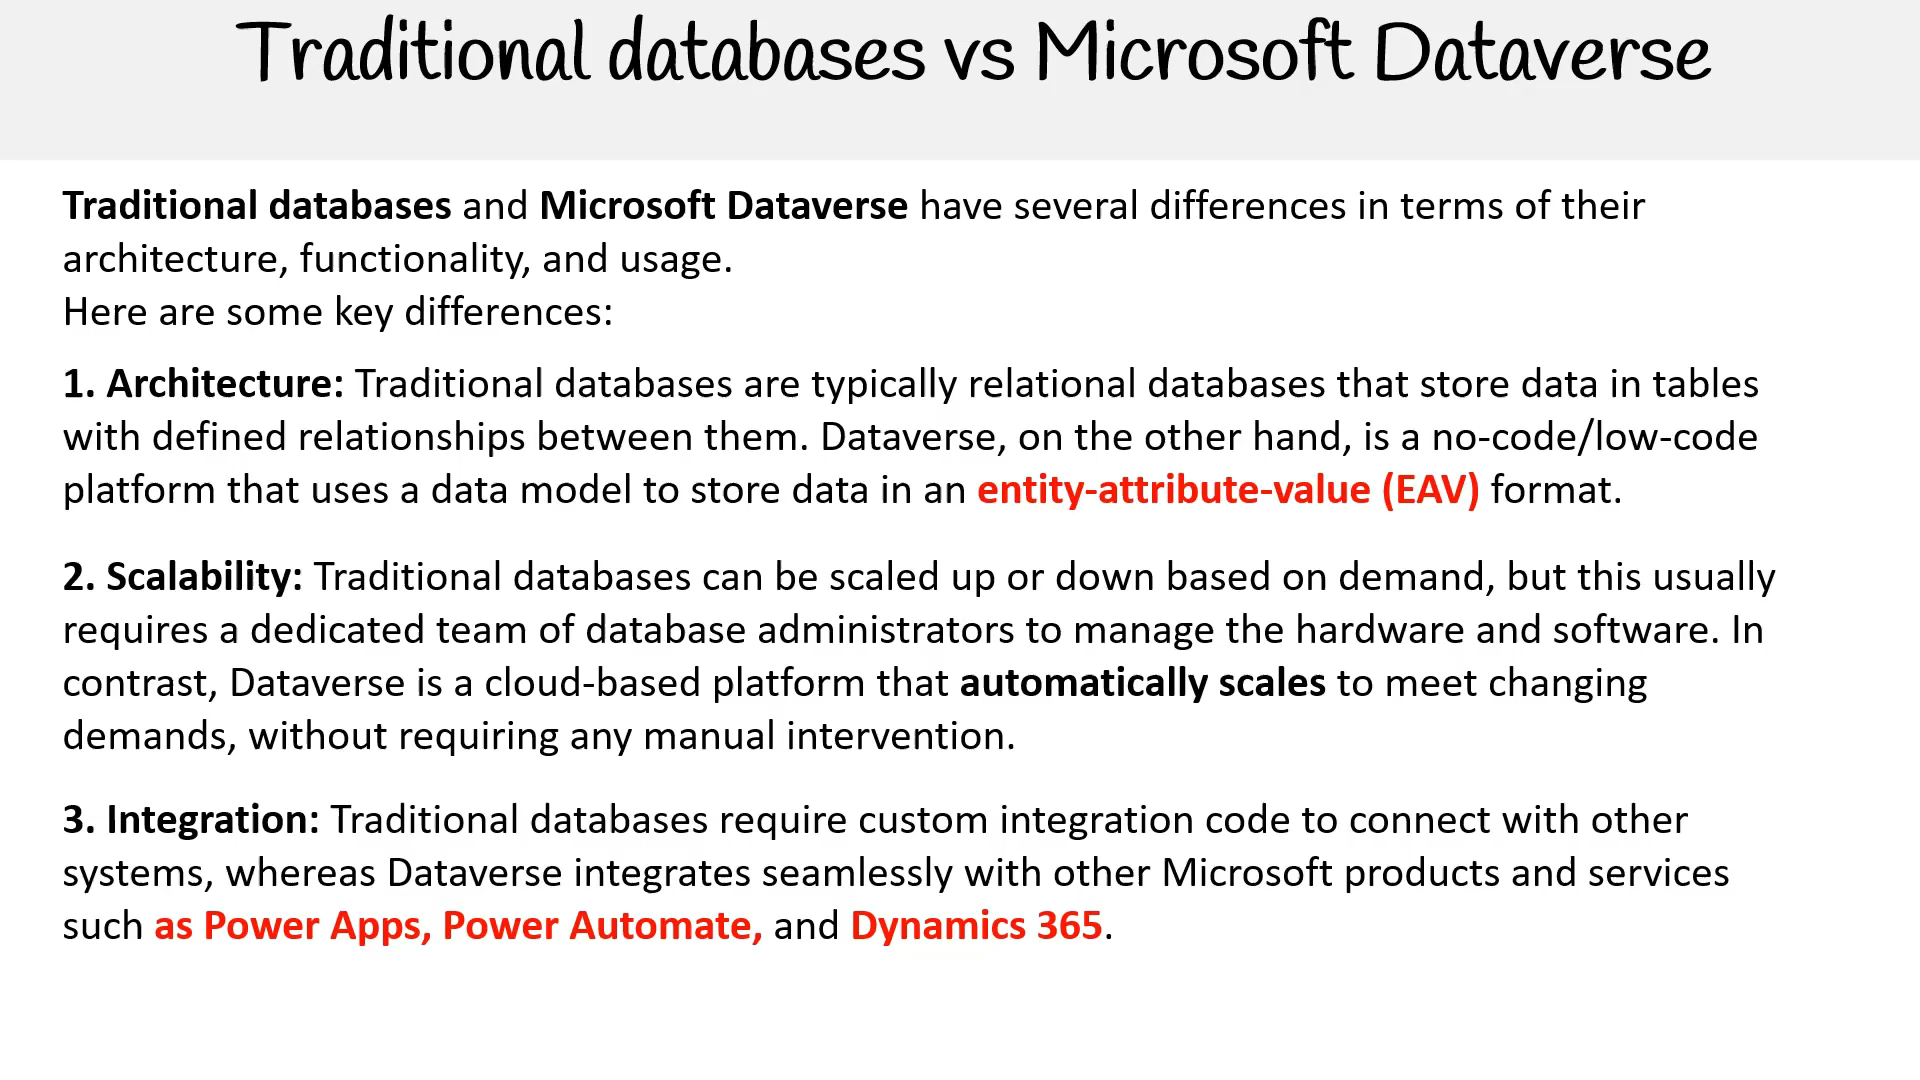 Traditional databases vs Microsoft Dataverse
Traditional databases and Microsoft Dataverse have several differences in terms of their
architecture, functionality, and usage.
Here are some key differences:
1. Architecture: Traditional databases are typically relational databases that store data in tables
with defined relationships between them. Dataverse, on the other hand, is a no-code/low-code
platform that uses a data model to store data in an entity-attribute-value (EAV) format.
2. Scalability: Traditional databases can be scaled up or down based on demand, but this usually
requires a dedicated team of database administrators to manage the hardware and software. In
contrast, Dataverse is a cloud-based platform that automatically scales to meet changing
demands, without requiring any manual intervention.
3. Integration: Traditional databases require custom integration code to connect with other
systems, whereas Dataverse integrates seamlessly with other Microsoft products and services
such as Power Apps, Power Automate, and Dynamics 365.